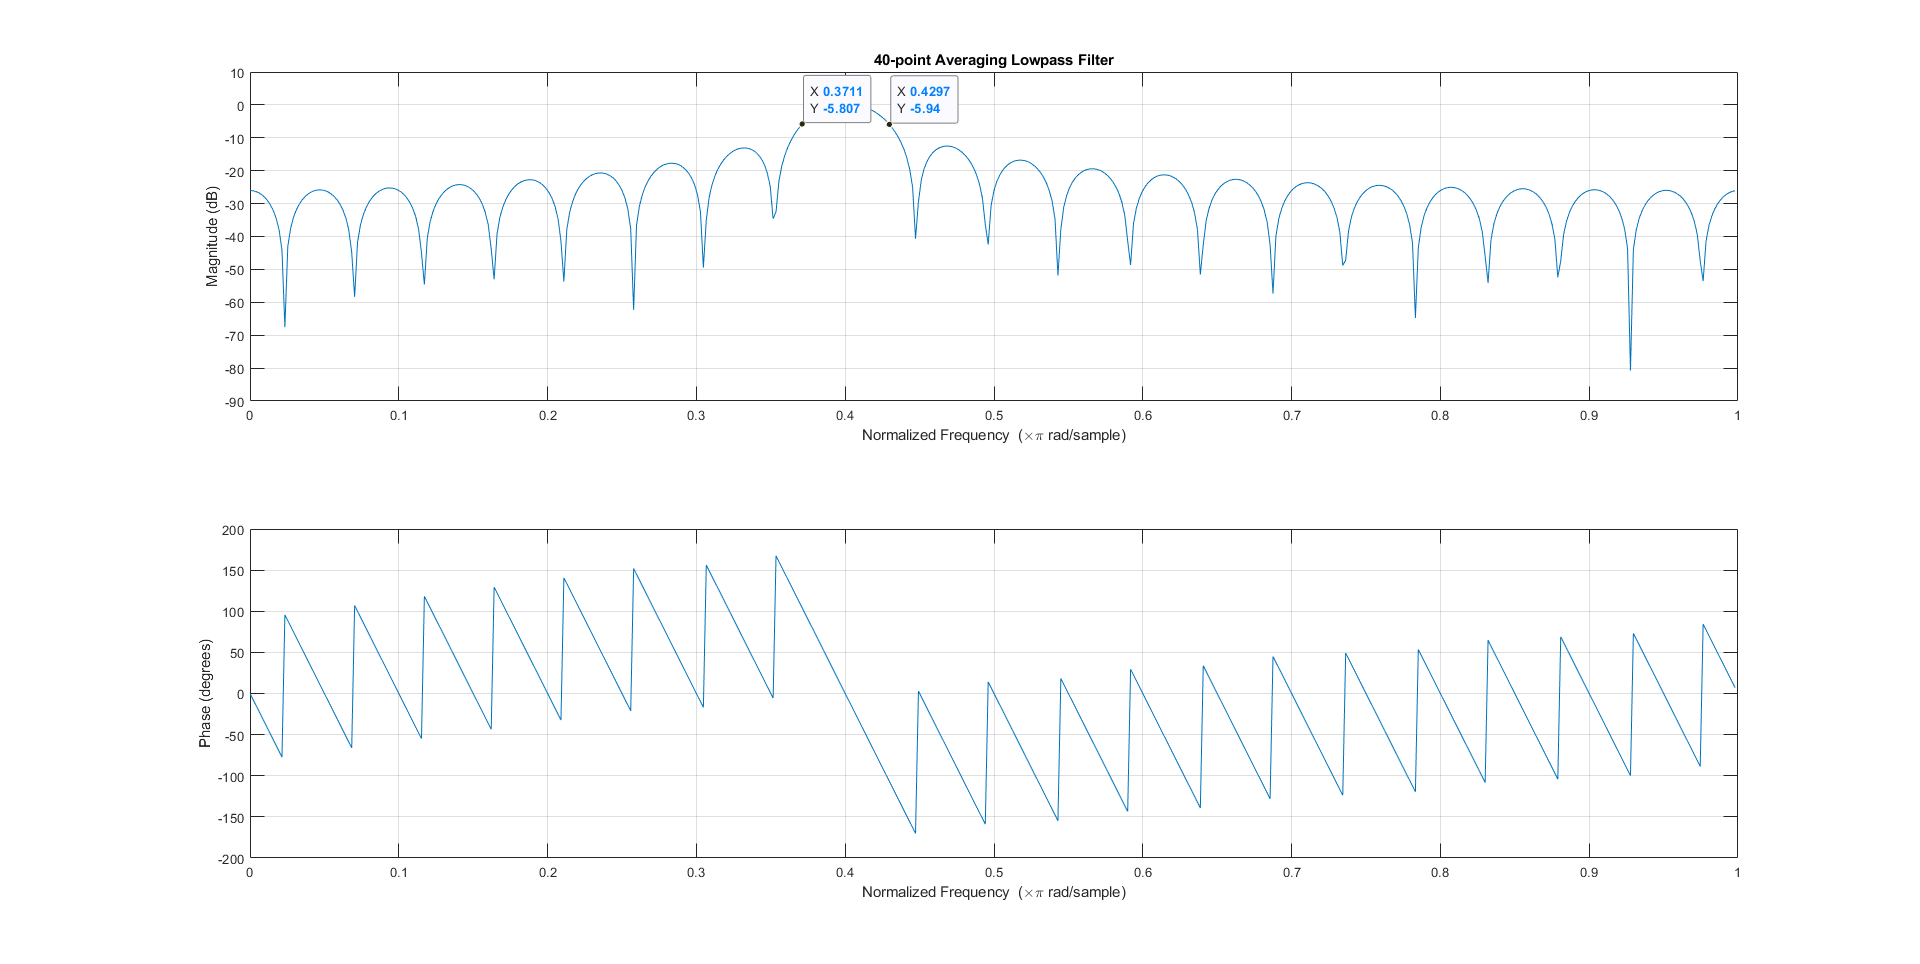 40-point Averaging Lowpass Filter
X 0.3711
Y -5.807
X 0.4297
Y -5.94
10
0
-10
-20
-30
-40
-50
-60
-70
-80
-90
Magnitude (dB)
0 0.1 0.2 0.3 0.4 0.5 0.6 0.7 0.8 0.9 1
Normalized Frequency (×π rad/sample)
200
150
100
50
0
-50
-100
-150
-200
Phase (degrees)
0 0.1 0.2 0.3 0.4 0.5 0.6 0.7 0.8 0.9 1
Normalized Frequency (×π rad/sample)